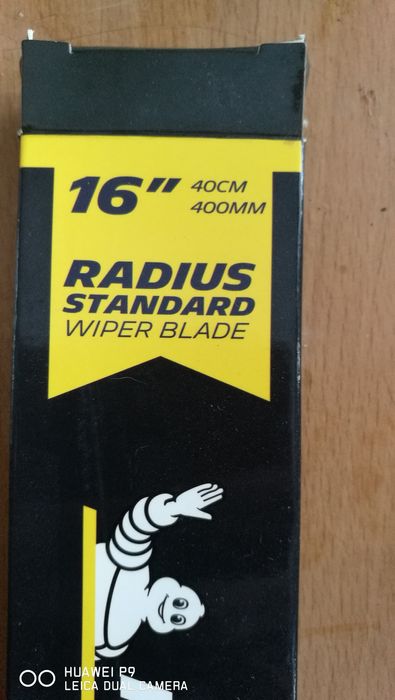 16” 40CM
400MM
RADIUS
STANDARD
WIPER BLADE
HUAWEI P9
LEICA DUAL CAMERA